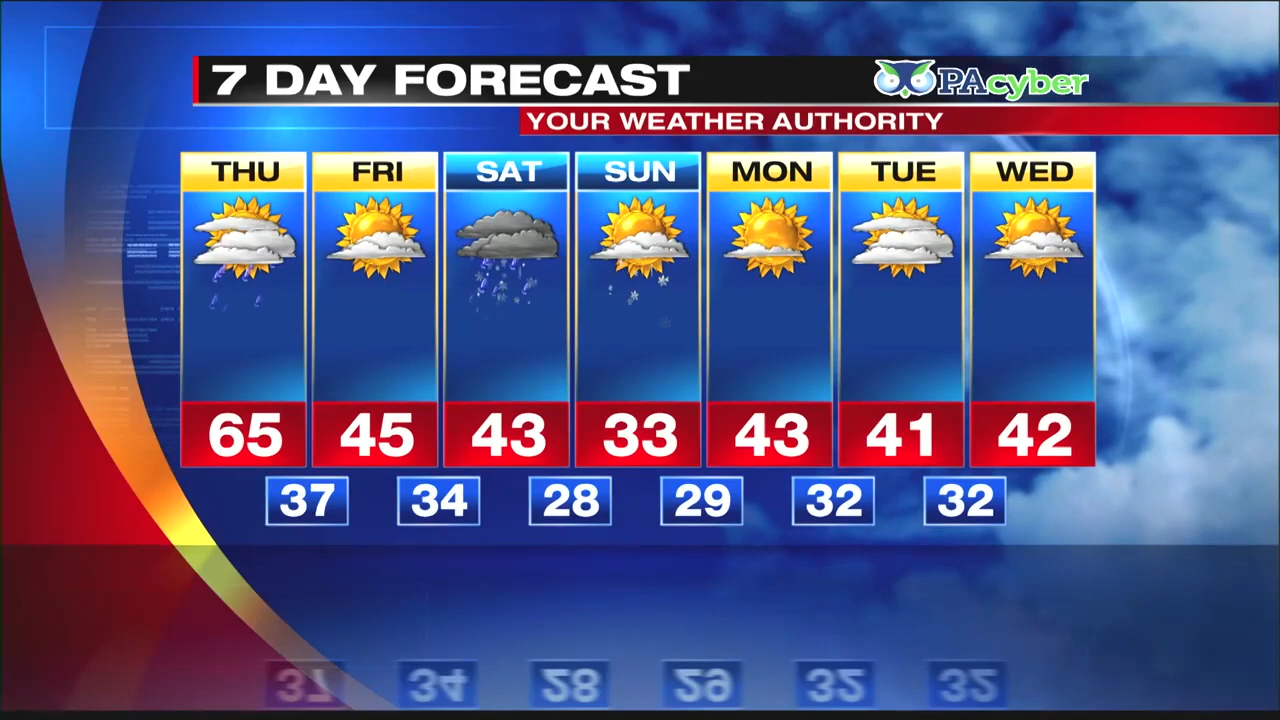 7 DAY FORECAST
PAcyber
YOUR WEATHER AUTHORITY
THU FRI SAT SUN MON TUE WED
65 45 43 33 43 41 42
37 34 28 29 32 32